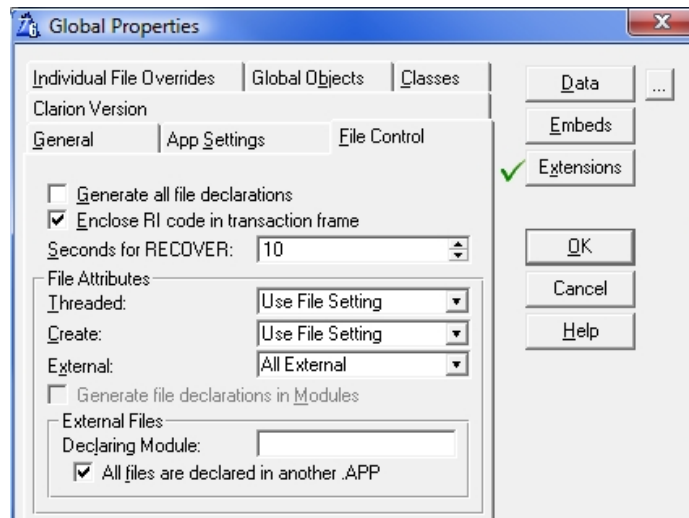 Global Properties
Individual File Overrides
Global Objects
Classes
Clarion Version
General
App Settings
File Control
Generate all file declarations
Enclose RI code in transaction frame
Seconds for RECOVER: 10
File Attributes
Threaded: Use File Setting
Create: Use File Setting
External: All External
Generate file declarations in Modules
External Files
Declaring Module:
All files are declared in another .APP
Data ...
Embeds
Extensions
OK
Cancel
Help